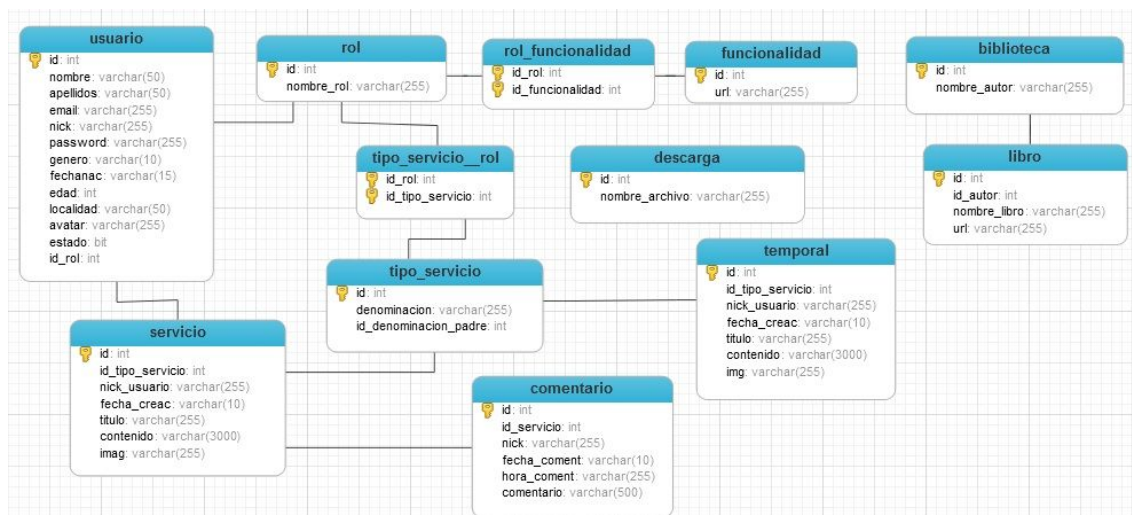 usuario
id: int
nombre: varchar(50)
apellidos: varchar(50)
email: varchar(255)
nick: varchar(255)
password: varchar(255)
genero: varchar(10)
fechanac: varchar(15)
edad: int
localidad: varchar(50)
avatar: varchar(255)
estado: bit
id_rol: int
rol
id: int
nombre_rol: varchar(255)
rol_funcionalidad
id_rol: int
id_funcionalidad: int
funcionalidad
id: int
url: varchar(255)
biblioteca
id: int
nombre_autor: varchar(255)
tipo_servicio__rol
id_rol: int
id_tipo_servicio: int
descarga
id: int
nombre_archivo: varchar(255)
libro
id: int
id_autor: int
nombre_libro: varchar(255)
url: varchar(255)
tipo_servicio
id: int
denominacion: varchar(255)
id_denominacion_padre: int
temporal
id: int
id_tipo_servicio: int
nick_usuario: varchar(255)
fecha_creac: varchar(10)
titulo: varchar(255)
contenido: varchar(3000)
img: varchar(255)
servicio
id: int
id_tipo_servicio: int
nick_usuario: varchar(255)
fecha_creac: varchar(10)
titulo: varchar(255)
contenido: varchar(3000)
imag: varchar(255)
comentario
id: int
id_servicio: int
nick: varchar(255)
fecha_coment: varchar(10)
hora_coment: varchar(255)
comentario: varchar(500)